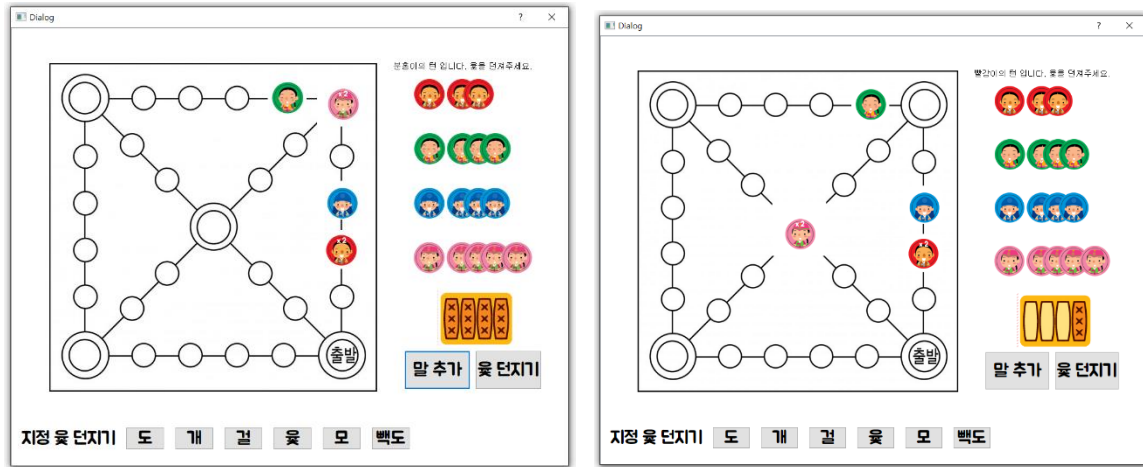 Dialog
분홍이의 턴 입니다. 윷을 던져주세요.
x2
x2
출발
말 추가
윷 던지기
지정 윷 던지기 도 개 걸 윷 모 빽도
Dialog
빨강이의 턴 입니다. 윷을 던져주세요.
x2
x2
출발
말 추가
윷 던지기
지정 윷 던지기 도 개 걸 윷 모 빽도